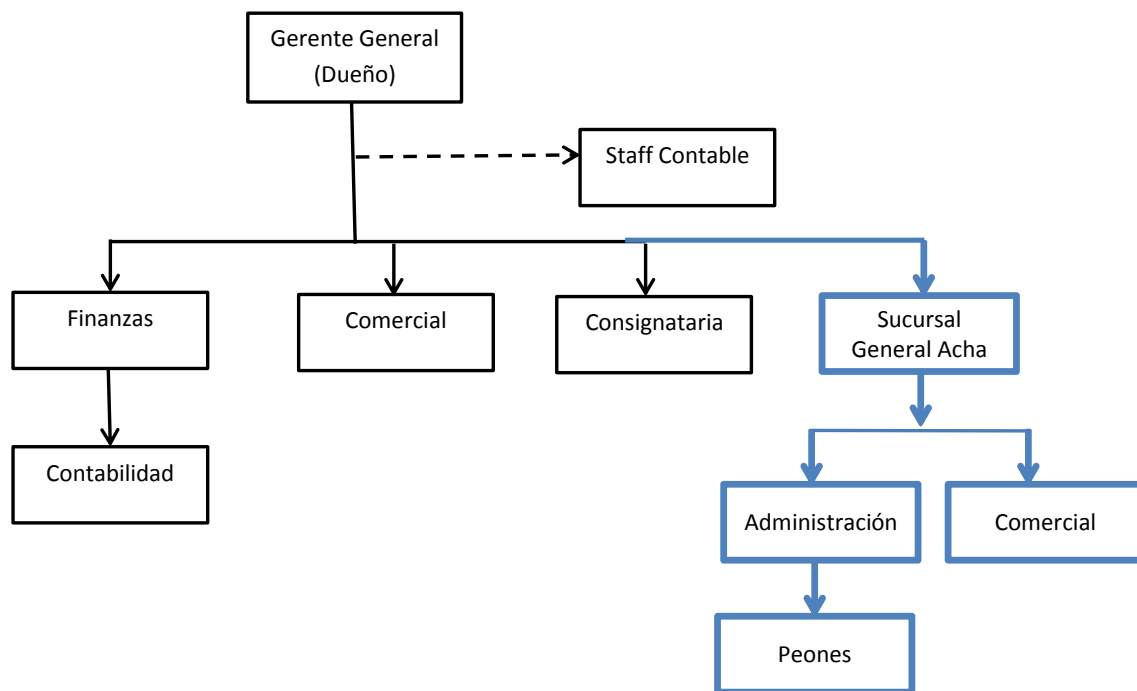 Gerente General
(Dueño)
Staff Contable
Finanzas
Comercial
Consignataria
Sucursal
General Acha
Contabilidad
Administración
Comercial
Peones